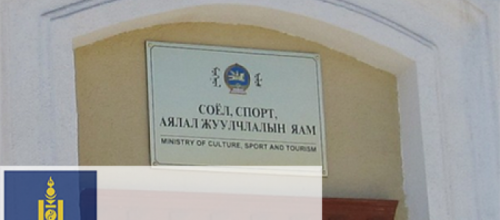 СОЁЛ, СПОРТ,
АЯЛАЛ ЖУУЛЧЛАЛЫН ЯАМ
MINISTRY OF CULTURE, SPORT AND TOURISM